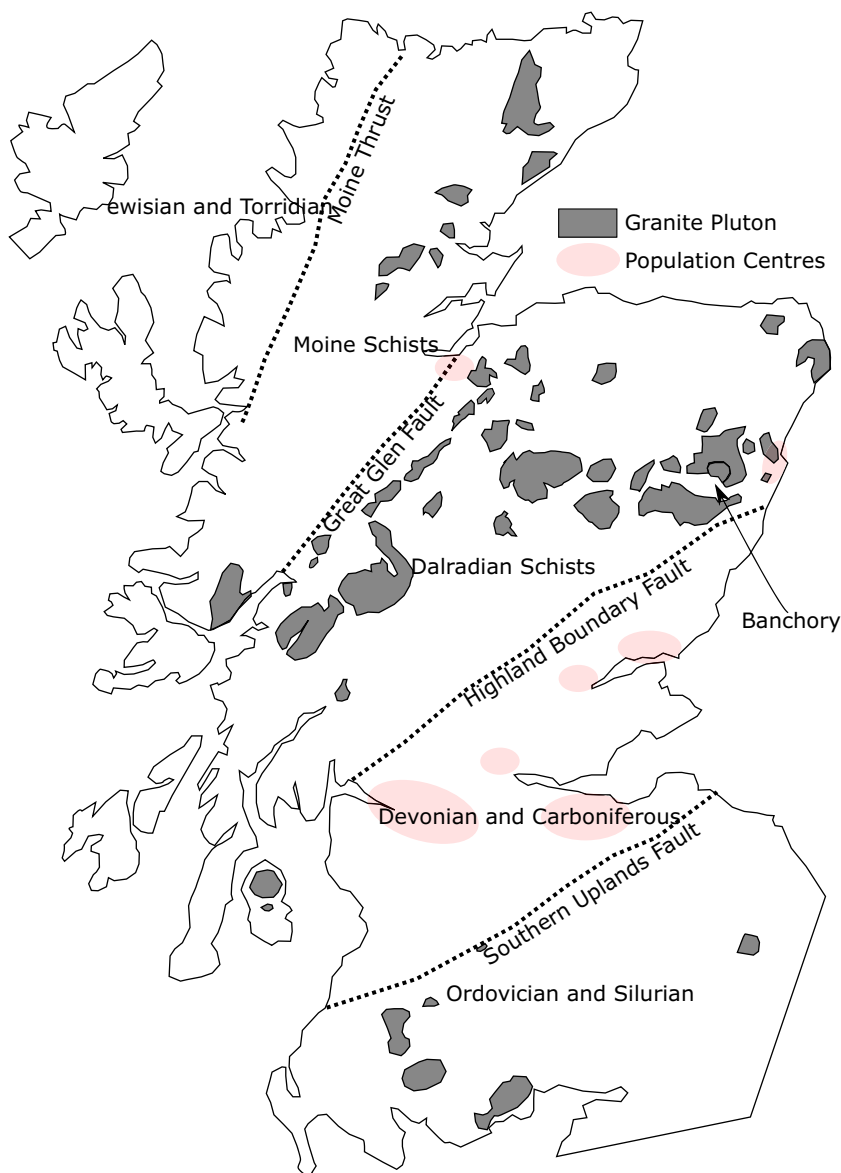 Moine Thrust
ewisian and Torridian
Granite Pluton
Population Centres
Moine Schists
Great Glen Fault
Dalradian Schists
Highland Boundary Fault
Banchory
Devonian and Carboniferous
Southern Uplands Fault
Ordovician and Silurian